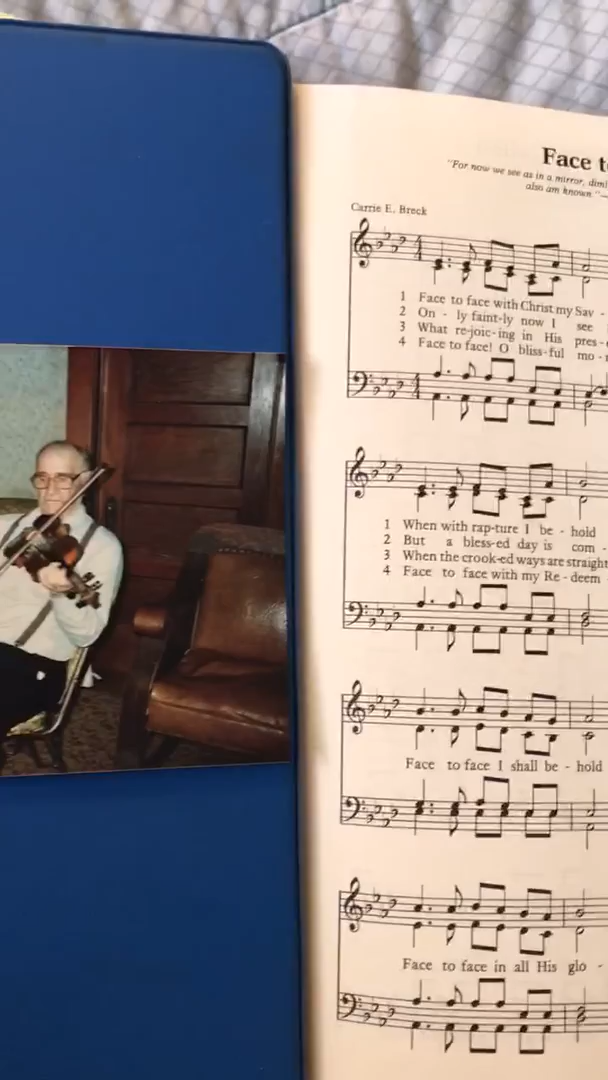 Face t
"For now we see as in a mirror, diml
also am known."—
Carrie E. Breck
1 Face to face with Christ my Sav -
2 On - ly faint-ly now I see
3 What re-joic-ing in His pres -
4 Face to face! O bliss-ful mo -
1 When with rap-ture I be - hold
2 But a bless-ed day is com -
3 When the crook-ed ways are straight
4 Face to face with my Re - deem
Face to face I shall be - hold
Face to face in all His glo -